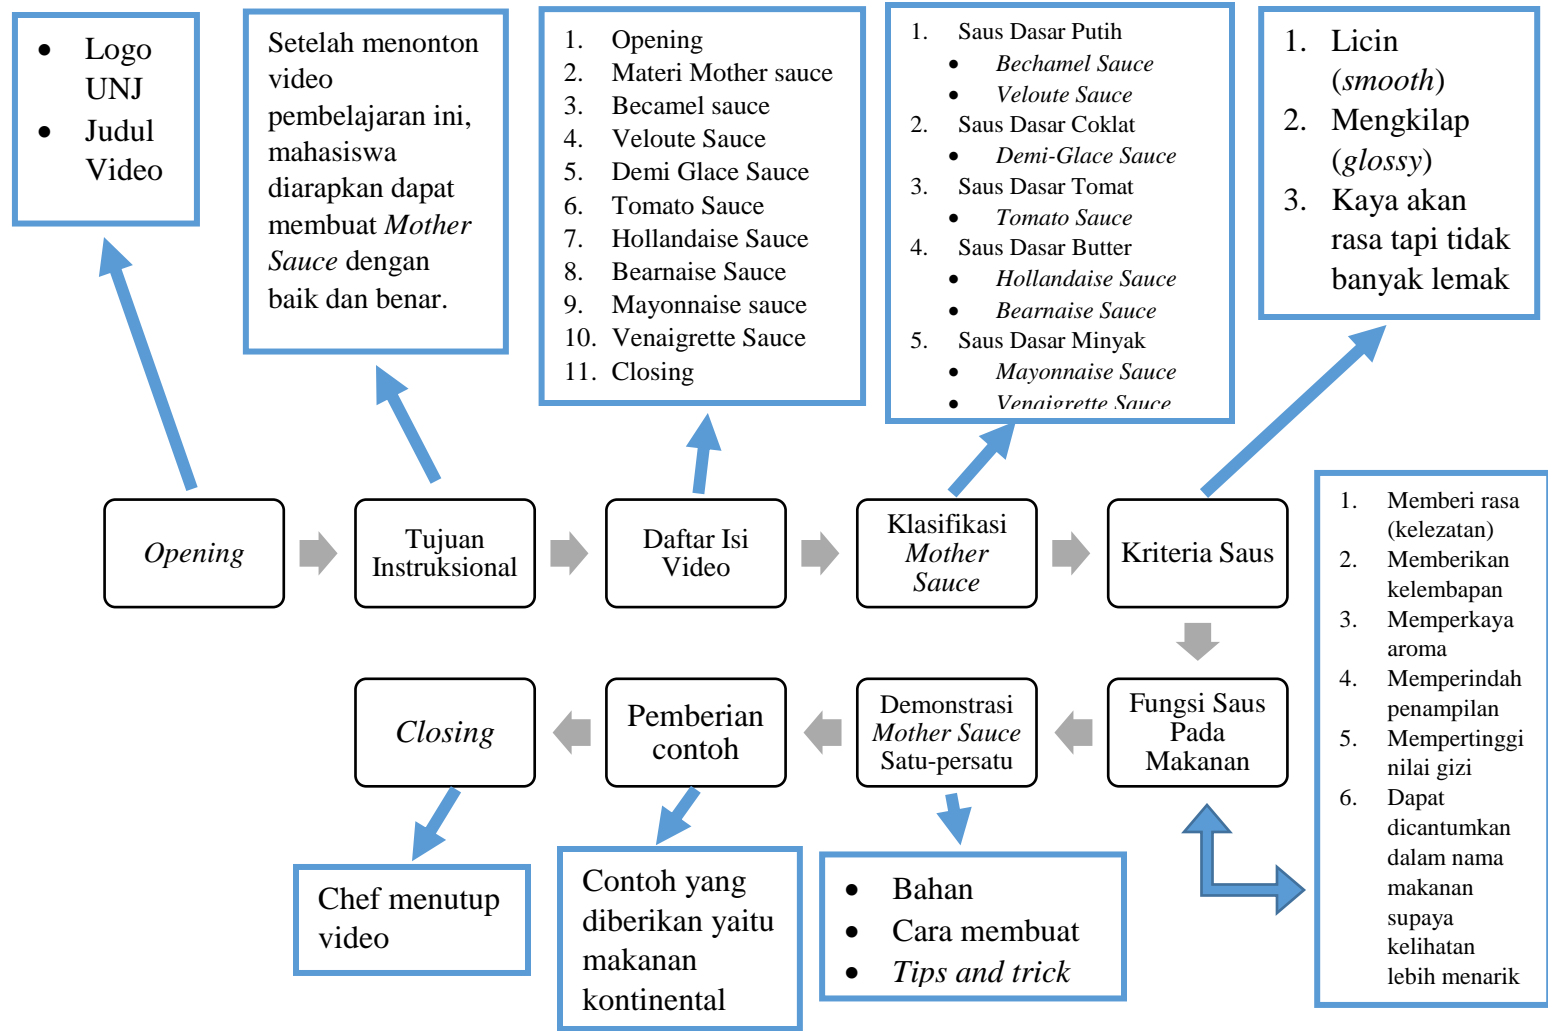 • Logo
UNJ
• Judul
Video
Setelah menonton
video
pembelajaran ini,
mahasiswa
diarapkan dapat
membuat Mother
Sauce dengan
baik dan benar.
1. Opening
2. Materi Mother sauce
3. Becamel sauce
4. Veloute Sauce
5. Demi Glace Sauce
6. Tomato Sauce
7. Hollandaise Sauce
8. Bearnaise Sauce
9. Mayonnaise sauce
10. Venaigrette Sauce
11. Closing
1. Saus Dasar Putih
• Bechamel Sauce
• Veloute Sauce
2. Saus Dasar Coklat
• Demi-Glace Sauce
3. Saus Dasar Tomat
• Tomato Sauce
4. Saus Dasar Butter
• Hollandaise Sauce
• Bearnaise Sauce
5. Saus Dasar Minyak
• Mayonnaise Sauce
• Venaigrette Sauce
1. Licin
(smooth)
2. Mengkilap
(glossy)
3. Kaya akan
rasa tapi tidak
banyak lemak
Opening
Tujuan
Instruksional
Daftar Isi
Video
Klasifikasi
Mother
Sauce
Kriteria Saus
1. Memberi rasa
(kelezatan)
2. Memberikan
kelembapan
3. Memperkaya
aroma
4. Memperindah
penampilan
5. Mempertinggi
nilai gizi
6. Dapat
dicantumkan
dalam nama
makanan
supaya
kelihatan
lebih menarik
Fungsi Saus
Pada
Makanan
Demonstrasi
Mother Sauce
Satu-persatu
Pemberian
contoh
Closing
Chef menutup
video
Contoh yang
diberikan yaitu
makanan
kontinental
• Bahan
• Cara membuat
• Tips and trick